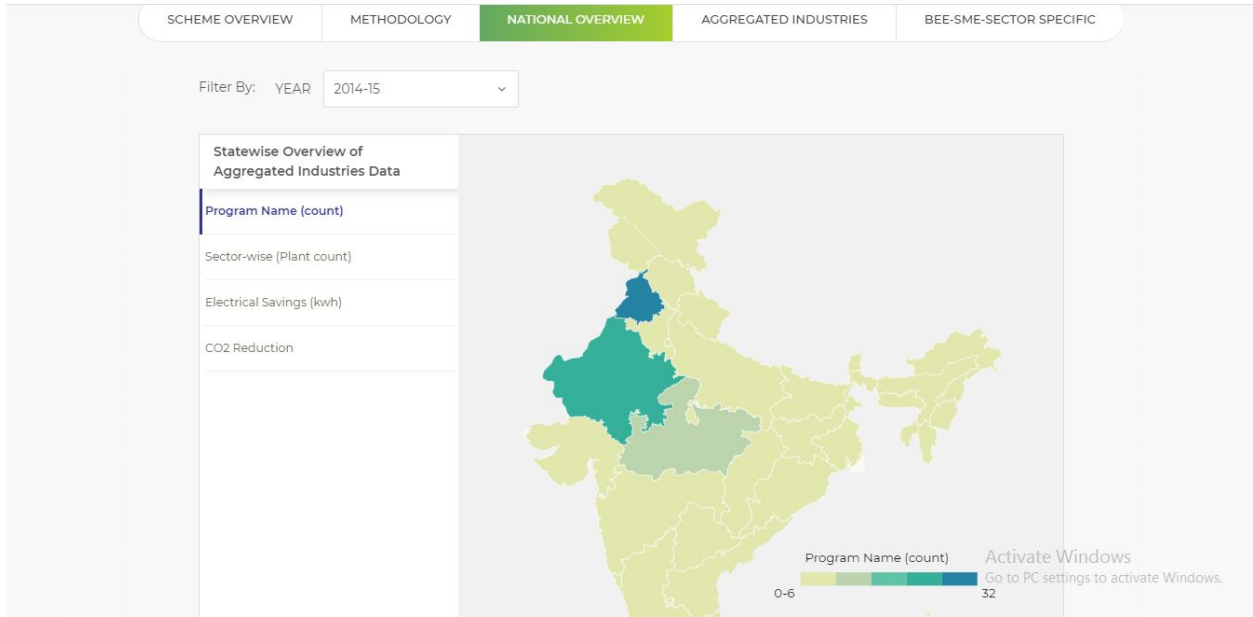 SCHEME OVERVIEW
METHODOLOGY
NATIONAL OVERVIEW
AGGREGATED INDUSTRIES
BEE-SME-SECTOR SPECIFIC
Filter By:
YEAR
2014-15
Statewise Overview of
Aggregated Industries Data
Program Name (count)
Sector-wise (Plant count)
Electrical Savings (kwh)
CO2 Reduction
Program Name (count)
0-6
32
Activate Windows
Go to PC settings to activate Windows.